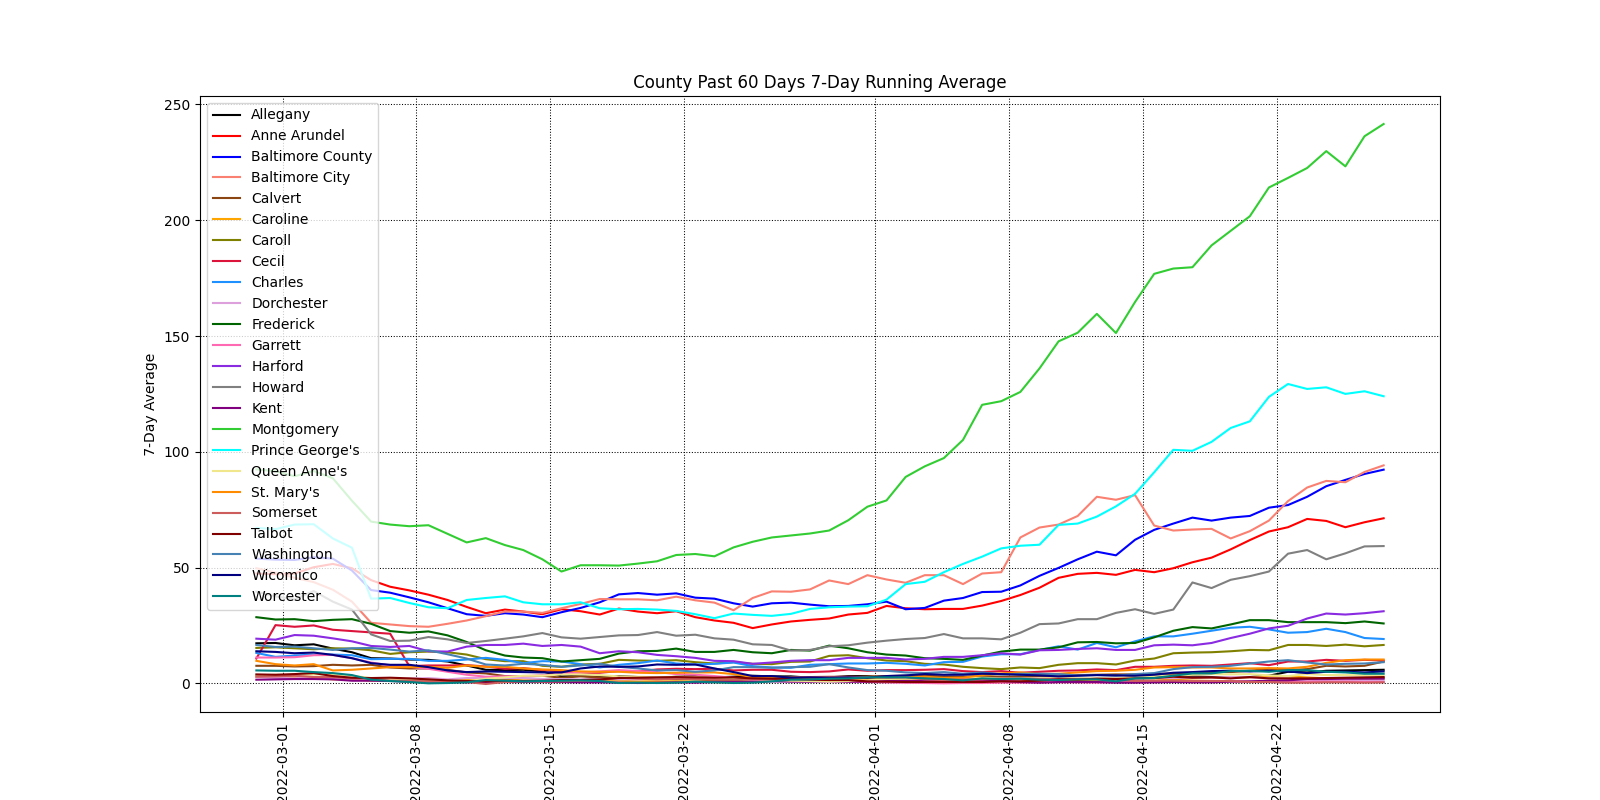 County Past 60 Days 7-Day Running Average
7-Day Average
250
200
150
100
50
0
Allegany
Anne Arundel
Baltimore County
Baltimore City
Calvert
Caroline
Caroll
Cecil
Charles
Dorchester
Frederick
Garrett
Harford
Howard
Kent
Montgomery
Prince George's
Queen Anne's
St. Mary's
Somerset
Talbot
Washington
Wicomico
Worcester
2022-03-01
2022-03-08
2022-03-15
2022-03-22
2022-04-01
2022-04-08
2022-04-15
2022-04-22